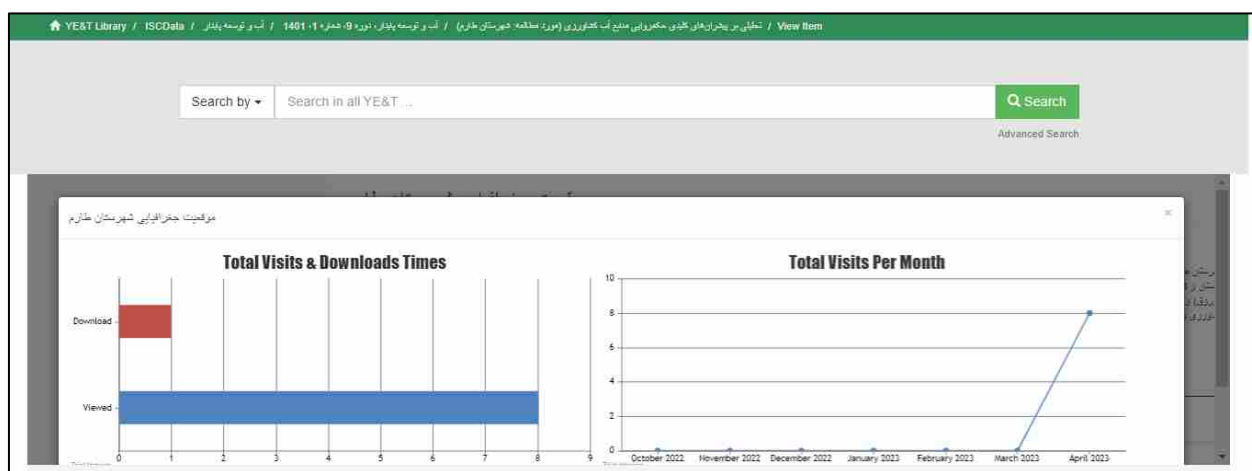 YE&T Library / ISCData / آب و توسعه پایدار / آب و توسعه پایدار، دوره 9، شماره 1، 1401 / تحلیلی بر پیشران‌های کلیدی حکمروایی منابع آب کشاورزی (مورد مطالعه: شهرستان طارم) / View Item
Search by
Search in all YE&T ...
Search
Advanced Search
موقعیت جغرافیایی شهرستان طارم
×
Total Visits & Downloads Times
Download
Viewed
0 1 2 3 4 5 6 7 8 9
Total Visits Per Month
10
8
6
4
2
0
October 2022 November 2022 December 2022 January 2023 February 2023 March 2023 April 2023